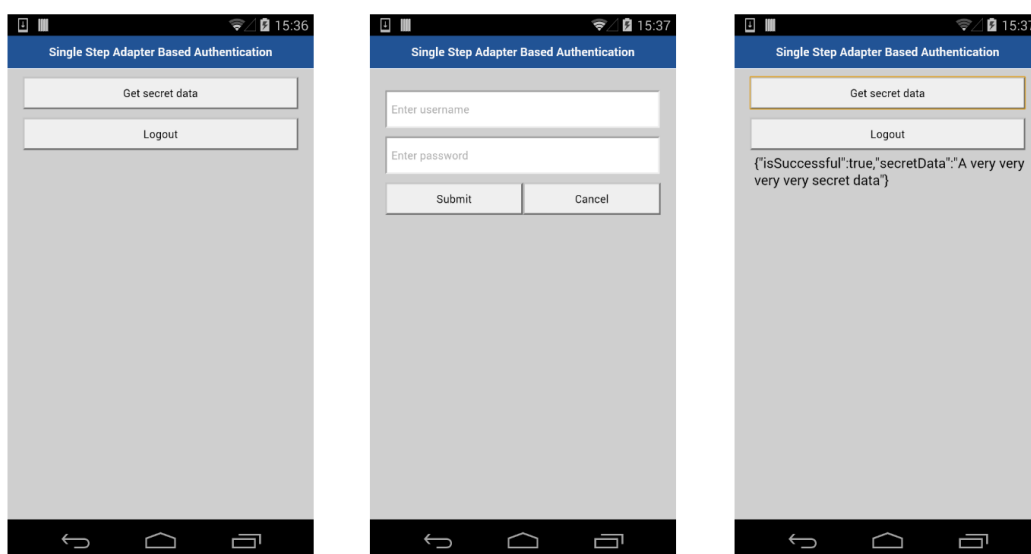 15:36
Single Step Adapter Based Authentication
Get secret data
Logout
15:37
Single Step Adapter Based Authentication
Enter username
Enter password
Submit
Cancel
15:37
Single Step Adapter Based Authentication
Get secret data
Logout
{"isSuccessful":true,"secretData":"A very very
very very secret data"}